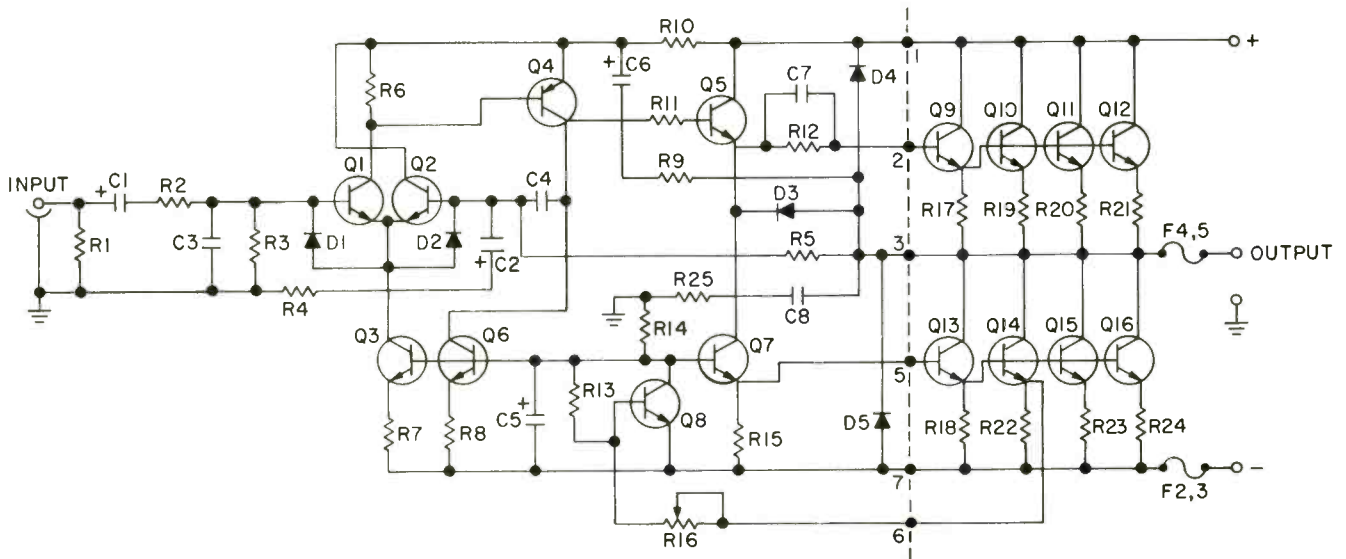 R10
1
+
Q4
+ C6
Q5
C7
D4
R6
Q9
Q10
Q11
Q12
R11
R12
2
Q1
Q2
R9
INPUT
+ C1
R2
C4
D3
R17
R19
R20
R21
R1
C3
R3
D1
D2
C2
+
R5
3
F4,5
OUTPUT
R4
R25
C8
R14
Q3
Q6
Q7
Q13
Q14
Q15
Q16
5
R13
+
C5
Q8
R7
R8
R15
D5
R18
R22
R23
R24
7
F2,3
-
R16
6